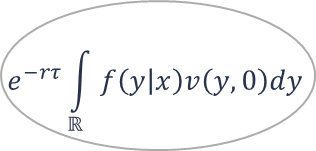 e^{-rτ} ∫_ℝ f(y|x)v(y, 0)dy